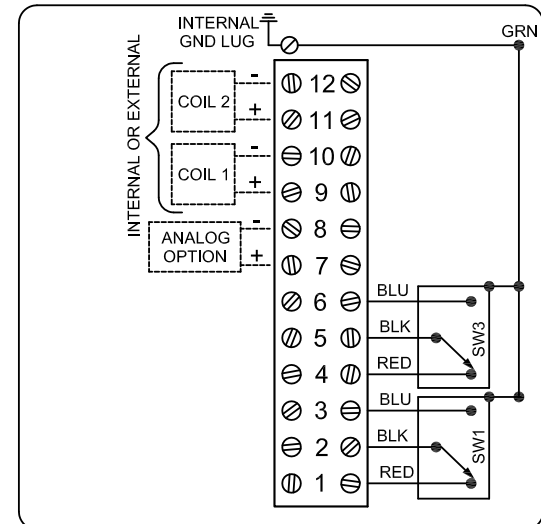 INTERNAL
GND LUG
GRN
INTERNAL OR EXTERNAL
COIL 2
-
+
12
11
COIL 1
-
+
10
9
ANALOG
OPTION
-
+
8
7
6
BLU
5
BLK
4
RED
SW3
3
BLU
2
BLK
1
RED
SW1